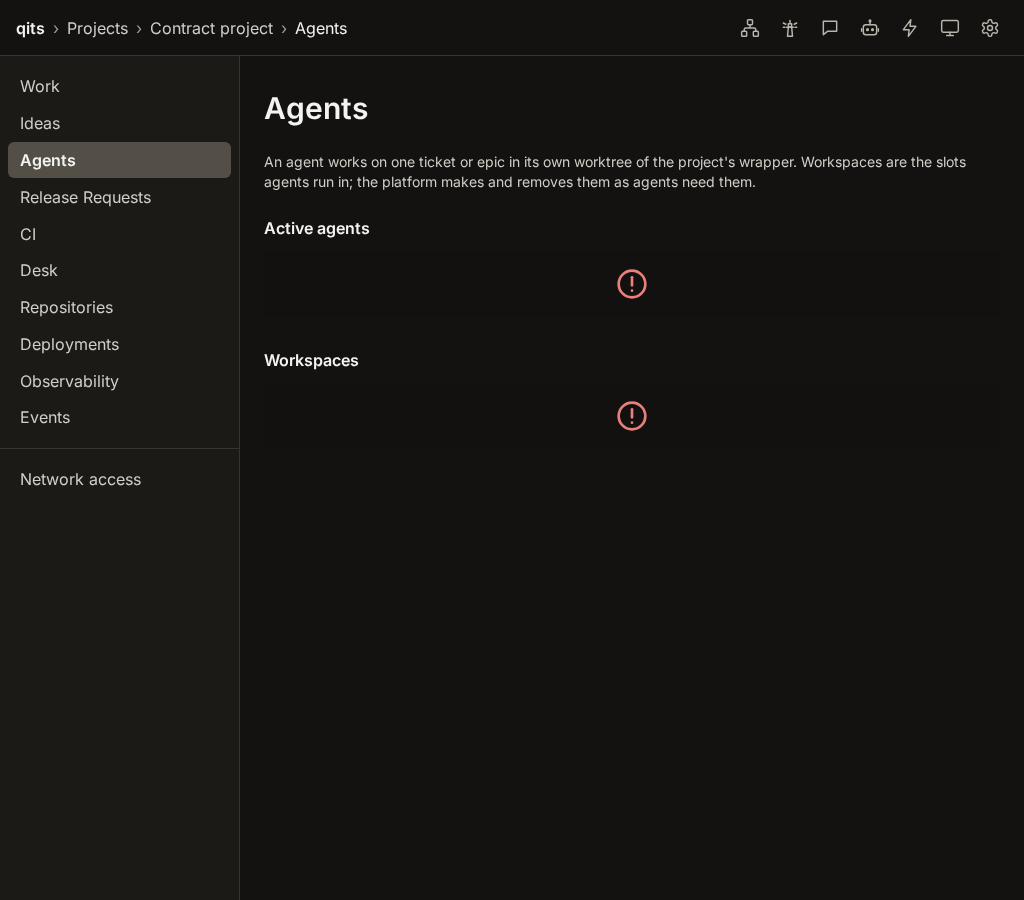 qits › Projects › Contract project › Agents
Work
Ideas
Agents
Release Requests
CI
Desk
Repositories
Deployments
Observability
Events
Network access
Agents
An agent works on one ticket or epic in its own worktree of the project's wrapper. Workspaces are the slots
agents run in; the platform makes and removes them as agents need them.
Active agents
Workspaces